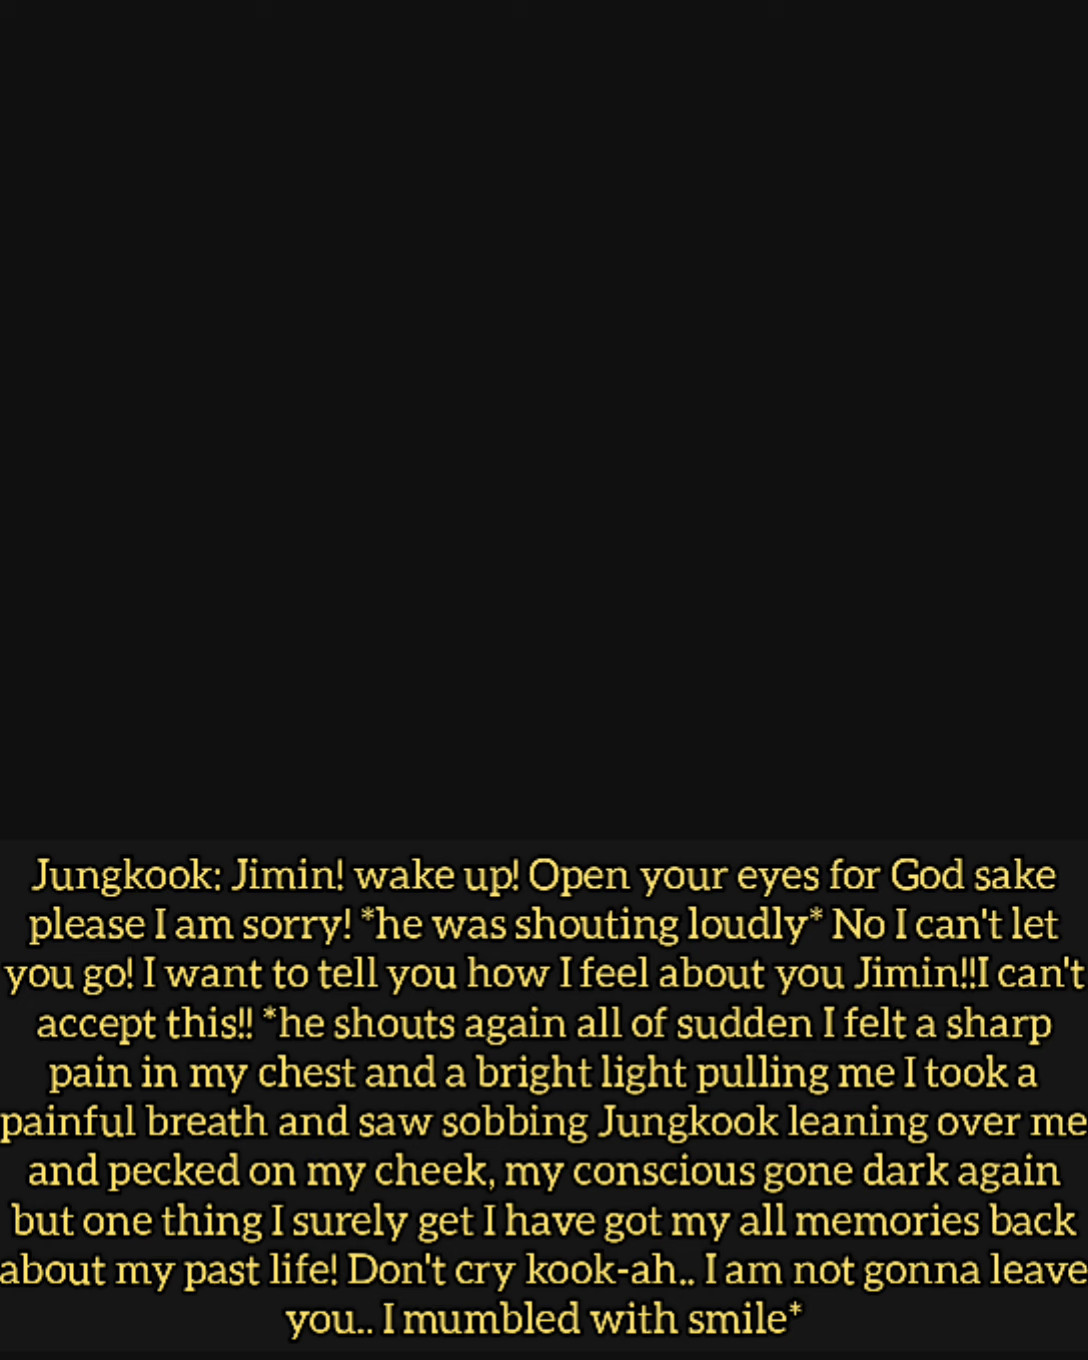 Jungkook: Jimin! wake up! Open your eyes for God sake
please I am sorry! *he was shouting loudly* No I can't let
you go! I want to tell you how I feel about you Jimin!!I can't
accept this!! *he shouts again all of sudden I felt a sharp
pain in my chest and a bright light pulling me I took a
painful breath and saw sobbing Jungkook leaning over me
and pecked on my cheek, my conscious gone dark again
but one thing I surely get I have got my all memories back
about my past life! Don't cry kook-ah.. I am not gonna leave
you.. I mumbled with smile*